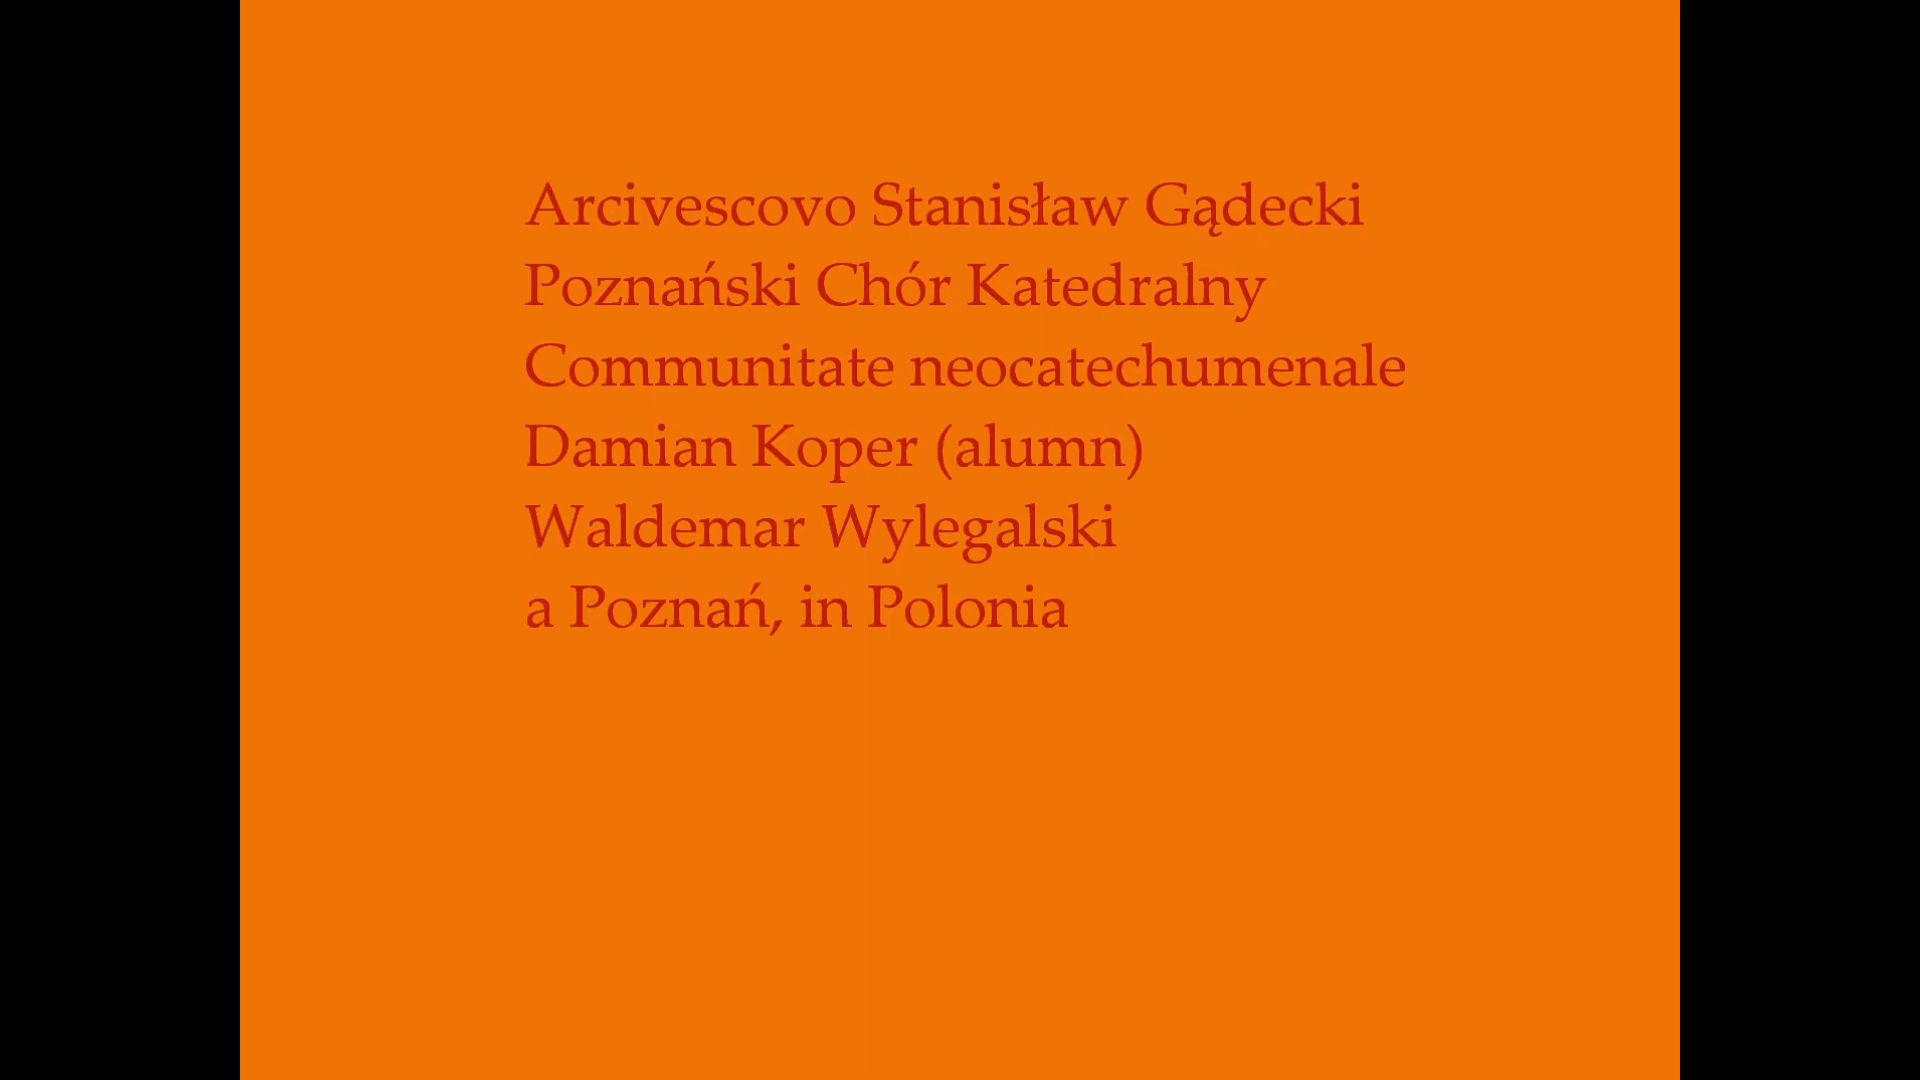 Arcivescovo Stanisław Gądecki
Poznański Chór Katedralny
Communitate neocatechumenale
Damian Koper (alumn)
Waldemar Wylegalski
a Poznań, in Polonia